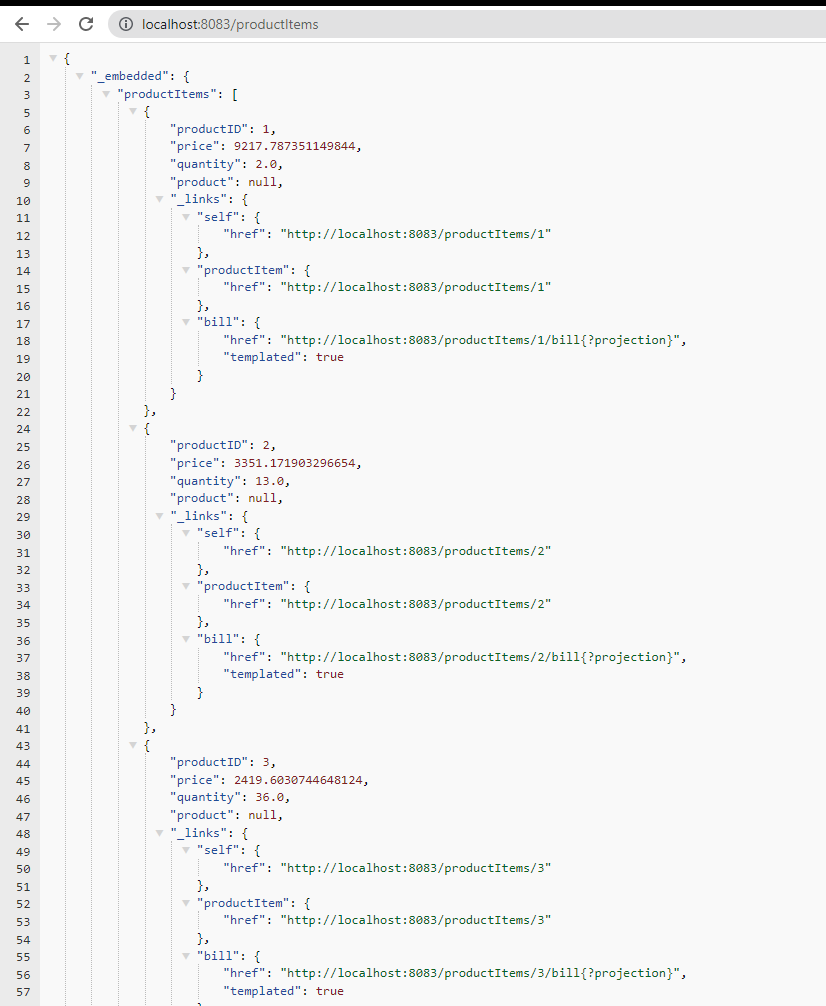 localhost:8083/productItems
1 {
2 "_embedded": {
3 "productItems": [
5 {
6 "productID": 1,
7 "price": 9217.787351149844,
8 "quantity": 2.0,
9 "product": null,
10 "_links": {
11 "self": {
12 "href": "http://localhost:8083/productItems/1"
13 },
14 "productItem": {
15 "href": "http://localhost:8083/productItems/1"
16 },
17 "bill": {
18 "href": "http://localhost:8083/productItems/1/bill{?projection}",
19 "templated": true
20 }
21 }
22 },
24 {
25 "productID": 2,
26 "price": 3351.171903296654,
27 "quantity": 13.0,
28 "product": null,
29 "_links": {
30 "self": {
31 "href": "http://localhost:8083/productItems/2"
32 },
33 "productItem": {
34 "href": "http://localhost:8083/productItems/2"
35 },
36 "bill": {
37 "href": "http://localhost:8083/productItems/2/bill{?projection}",
38 "templated": true
39 }
40 }
41 },
43 {
44 "productID": 3,
45 "price": 2419.6030744648124,
46 "quantity": 36.0,
47 "product": null,
48 "_links": {
49 "self": {
50 "href": "http://localhost:8083/productItems/3"
51 },
52 "productItem": {
53 "href": "http://localhost:8083/productItems/3"
54 },
55 "bill": {
56 "href": "http://localhost:8083/productItems/3/bill{?projection}",
57 "templated": true